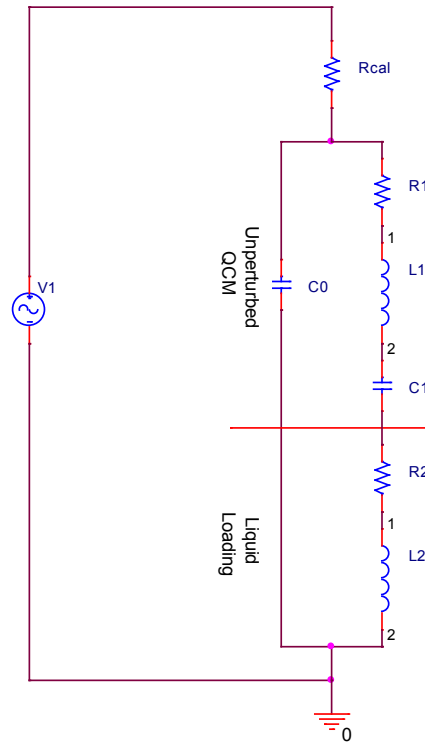 Rcal
R1
1
Unperturbed
QCM
L1
V1
C0
2
C1
R2
1
Liquid
Loading
L2
2
0